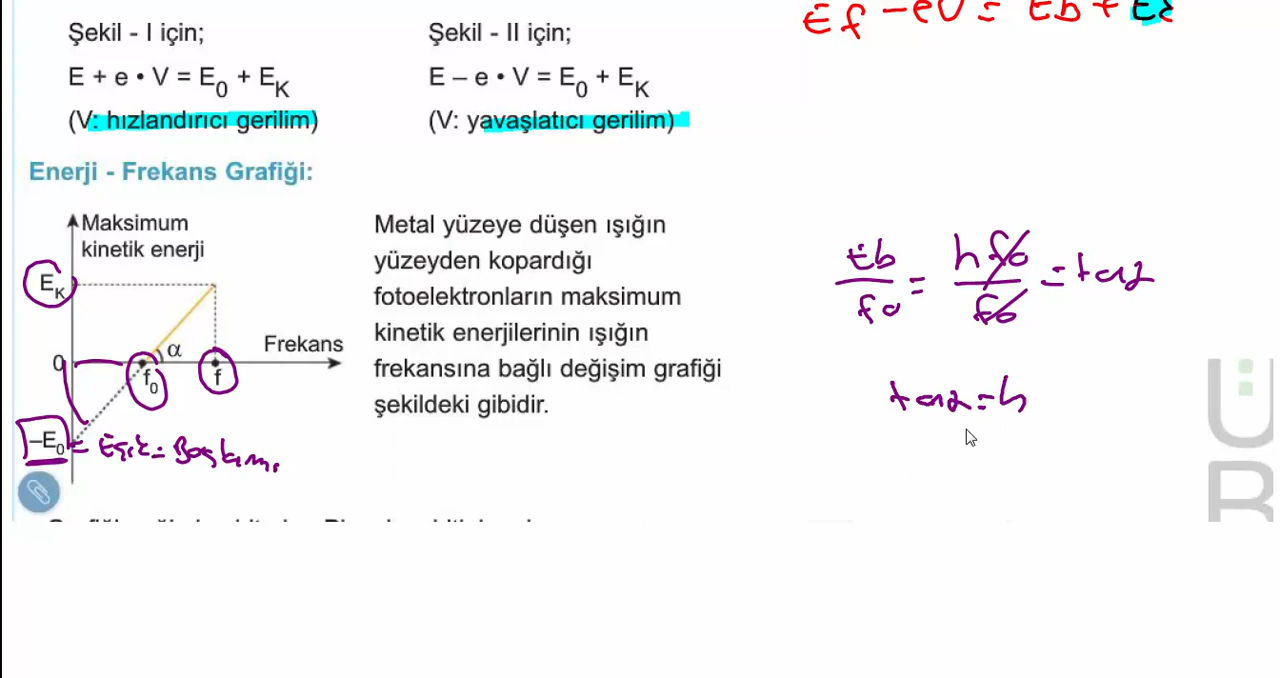 Ef - eV = Eb + E
Şekil - I için;
Şekil - II için;
E + e • V = E₀ + Eₖ
E – e • V = E₀ + Eₖ
(V: hızlandırıcı gerilim)
(V: yavaşlatıcı gerilim)
Enerji - Frekans Grafiği:
Maksimum
kinetik enerji
Eₖ
0
α
Frekans
f₀
f
–E₀ = Eşik = Bağlanma
Metal yüzeye düşen ışığın
yüzeyden kopardığı
fotoelektronların maksimum
kinetik enerjilerinin ışığın
frekansına bağlı değişim grafiği
şekildeki gibidir.
Eb/f₀ = hf₀/f₀ = tanα
tanα = h
Ü
B